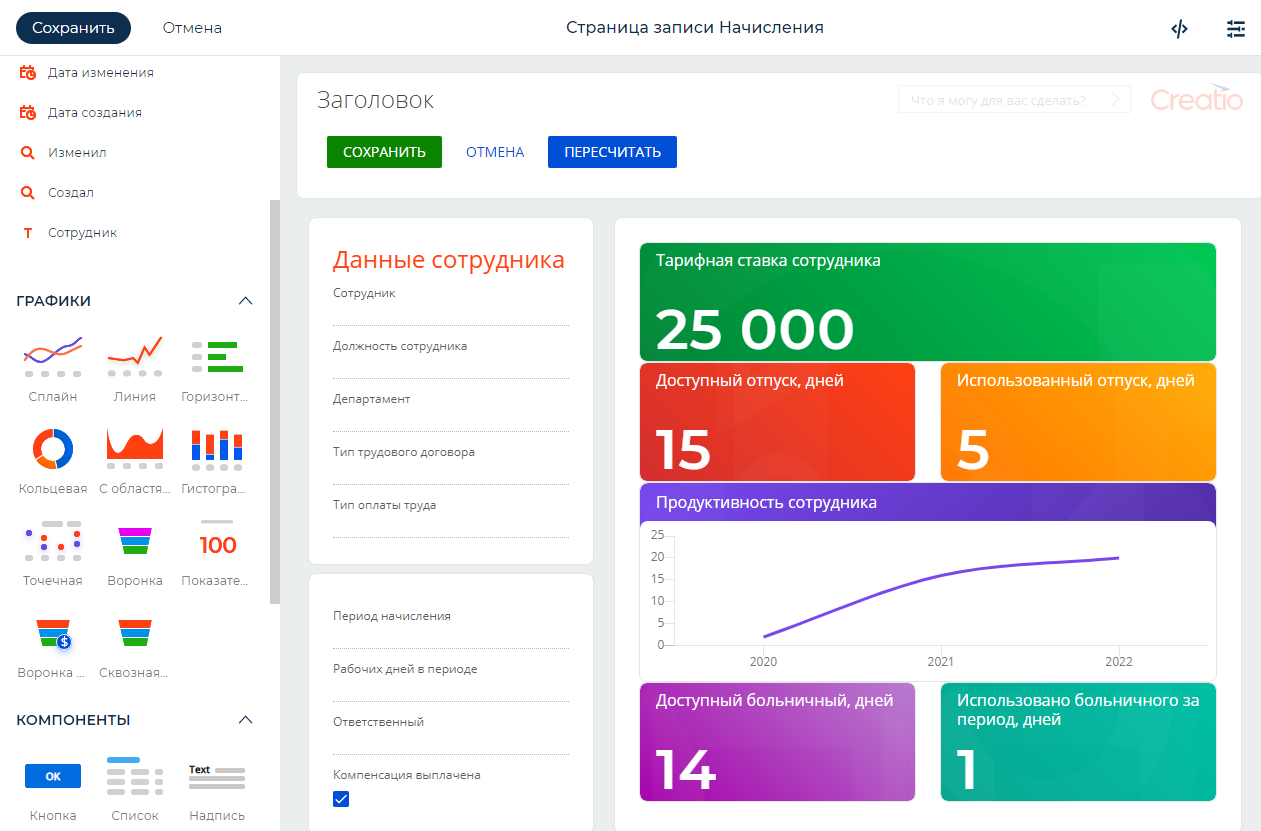 Сохранить
Отмена
Страница записи Начисления
Дата изменения
Дата создания
Изменил
Создал
T Сотрудник
ГРАФИКИ
Сплайн
Линия
Горизонт...
Кольцевая
С областя...
Гистогра...
Точечная
Воронка
100
Показате...
$
Воронка ...
Сквозная...
КОМПОНЕНТЫ
OK
Кнопка
Список
Text
Надпись
Заголовок
Что я могу для вас сделать?
Creatio
СОХРАНИТЬ
ОТМЕНА
ПЕРЕСЧИТАТЬ
Данные сотрудника
Сотрудник
Должность сотрудника
Департамент
Тип трудового договора
Тип оплаты труда
Период начисления
Рабочих дней в периоде
Ответственный
Компенсация выплачена
Тарифная ставка сотрудника
25 000
Доступный отпуск, дней
15
Использованный отпуск, дней
5
Продуктивность сотрудника
25
20
15
10
5
0
2020
2021
2022
Доступный больничный, дней
14
Использовано больничного за
период, дней
1